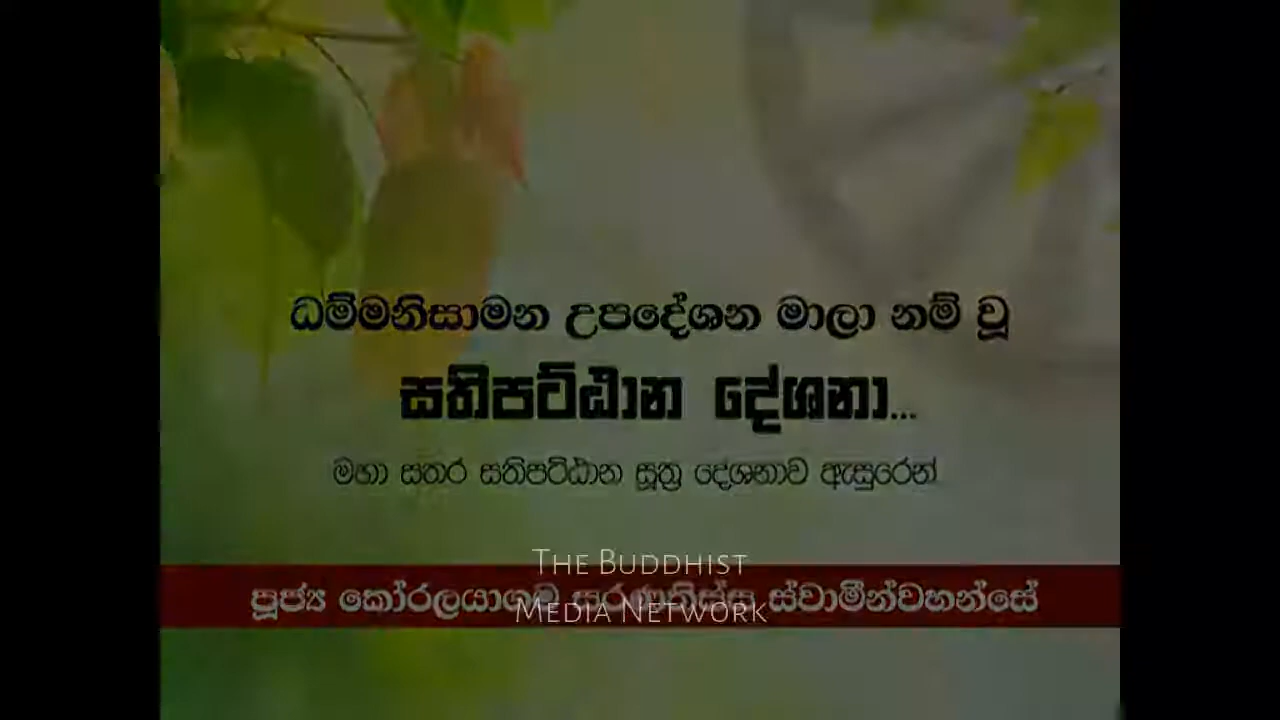 ධම්මනිසාමන උපදේශන මාලා නම් වූ
සතිපට්ඨාන දේශනා...
මහා සතර සතිපට්ඨාන සූත්‍ර දේශනාව ඇසුරෙන්
The Buddhist
පූජ්‍ය කෝරලයාගම සරණතිස්ස ස්වාමීන්වහන්සේ
Media Network